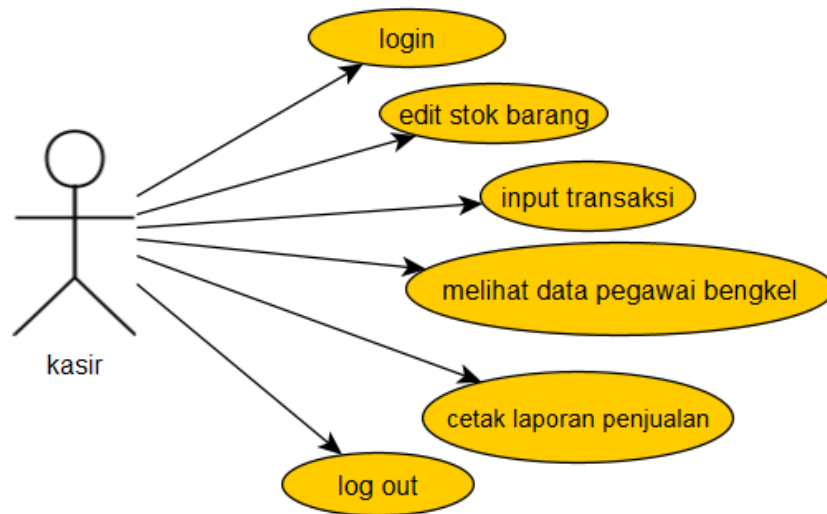 login
edit stok barang
input transaksi
melihat data pegawai bengkel
kasir
cetak laporan penjualan
log out